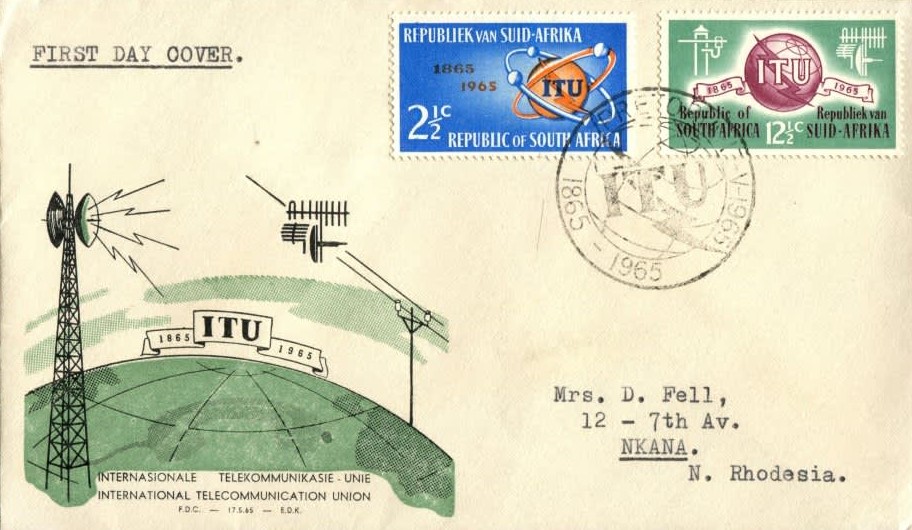 FIRST DAY COVER.
REPUBLIEK VAN SUID-AFRIKA
1865
1965
ITU
2½c
REPUBLIC OF SOUTH AFRICA
ITU
1865 1965
Republic of SOUTH AFRICA
12½c
Republiek van SUID-AFRIKA
ITU
1865 - 1965
1865 ITU 1965
Mrs. D. Fell,
12 - 7th Av.
NKANA.
N. Rhodesia.
INTERNASIONALE TELEKOMMUNIKASIE - UNIE
INTERNATIONAL TELECOMMUNICATION UNION
F.D.C. — 17.5.65 — E.D.K.